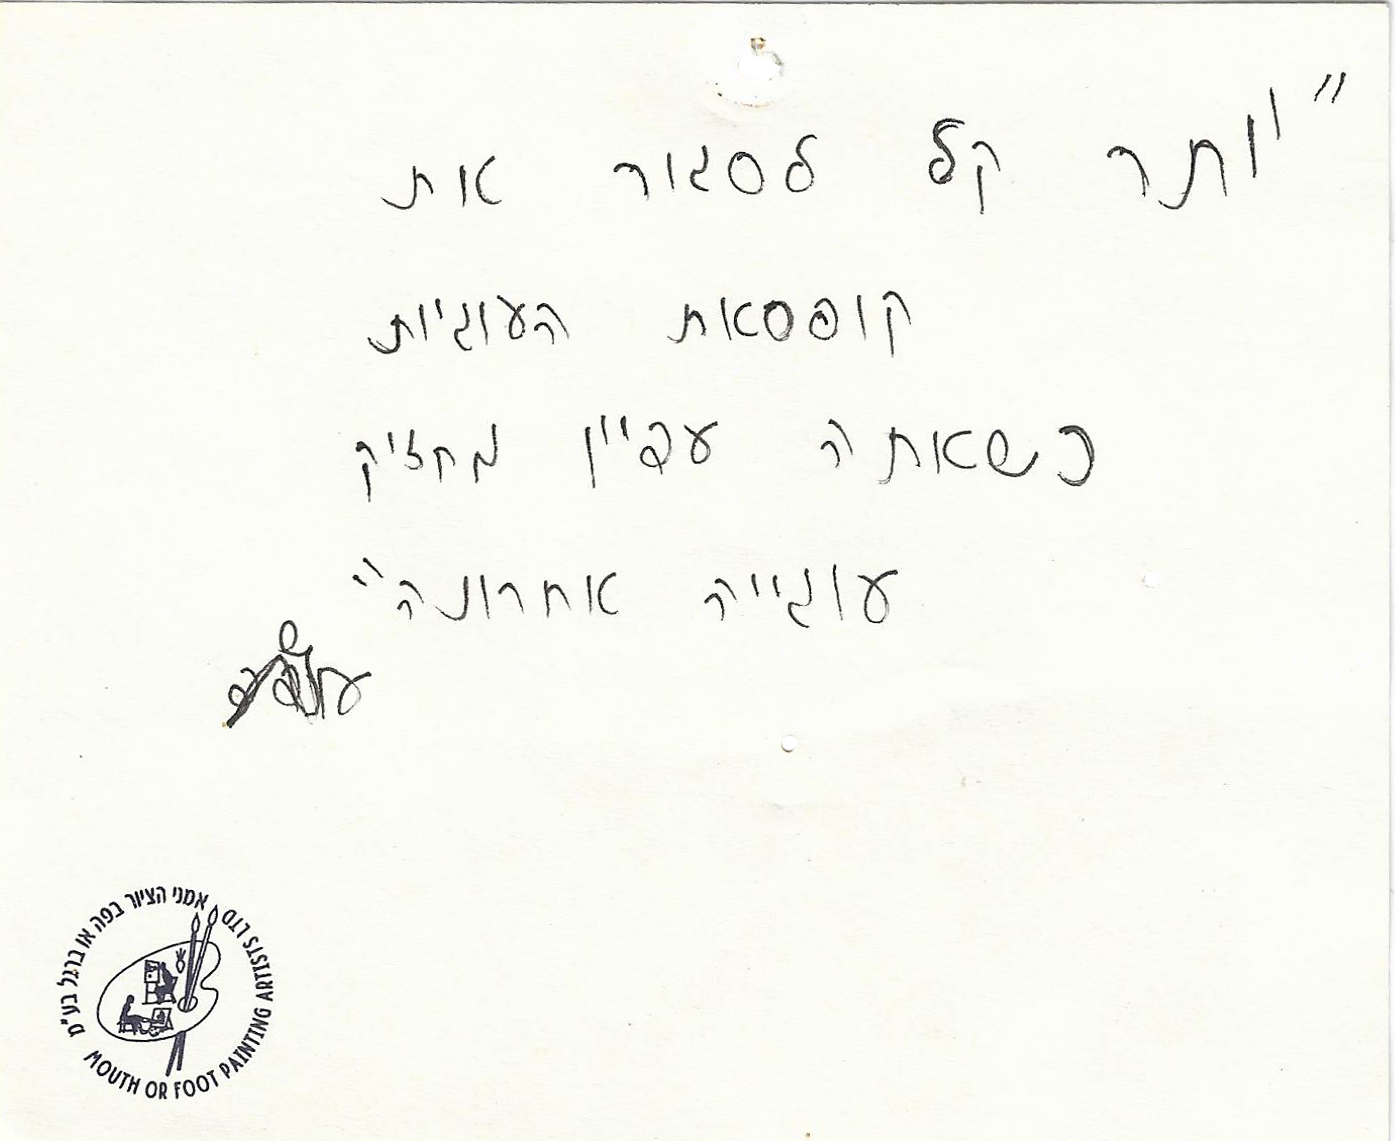 "יותר קל לסגור את
קופסאת העוגיות
כשאתה עדיין מחזיק
עוגייה אחרונה"
אמני הציור בפה או ברגל בע"מ
MOUTH OR FOOT PAINTING ARTISTS LTD